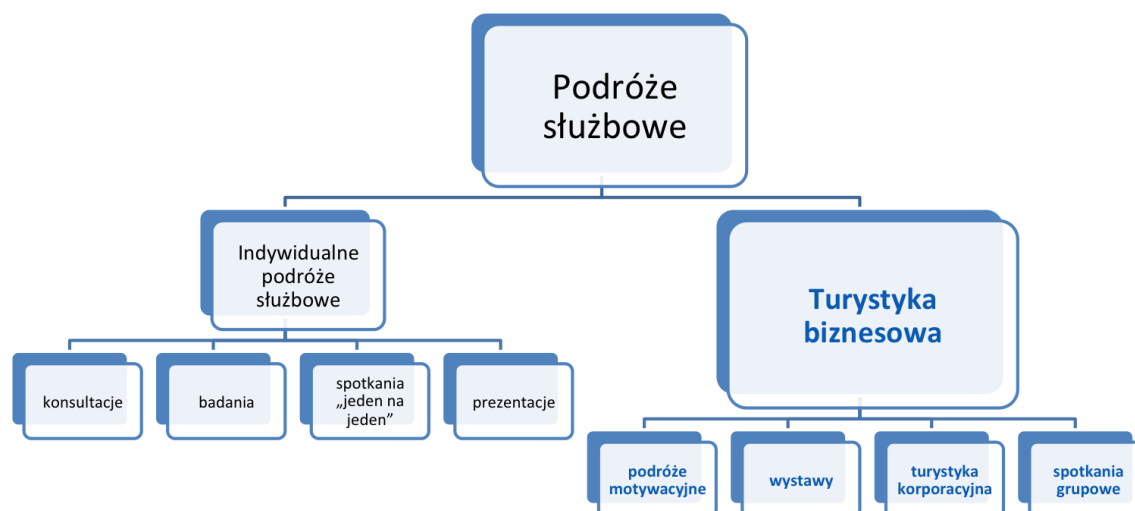 Podróże
służbowe
Indywidualne
podróże
służbowe
Turystyka
biznesowa
konsultacje
badania
spotkania
„jeden na
jeden”
prezentacje
podróże
motywacyjne
wystawy
turystyka
korporacyjna
spotkania
grupowe